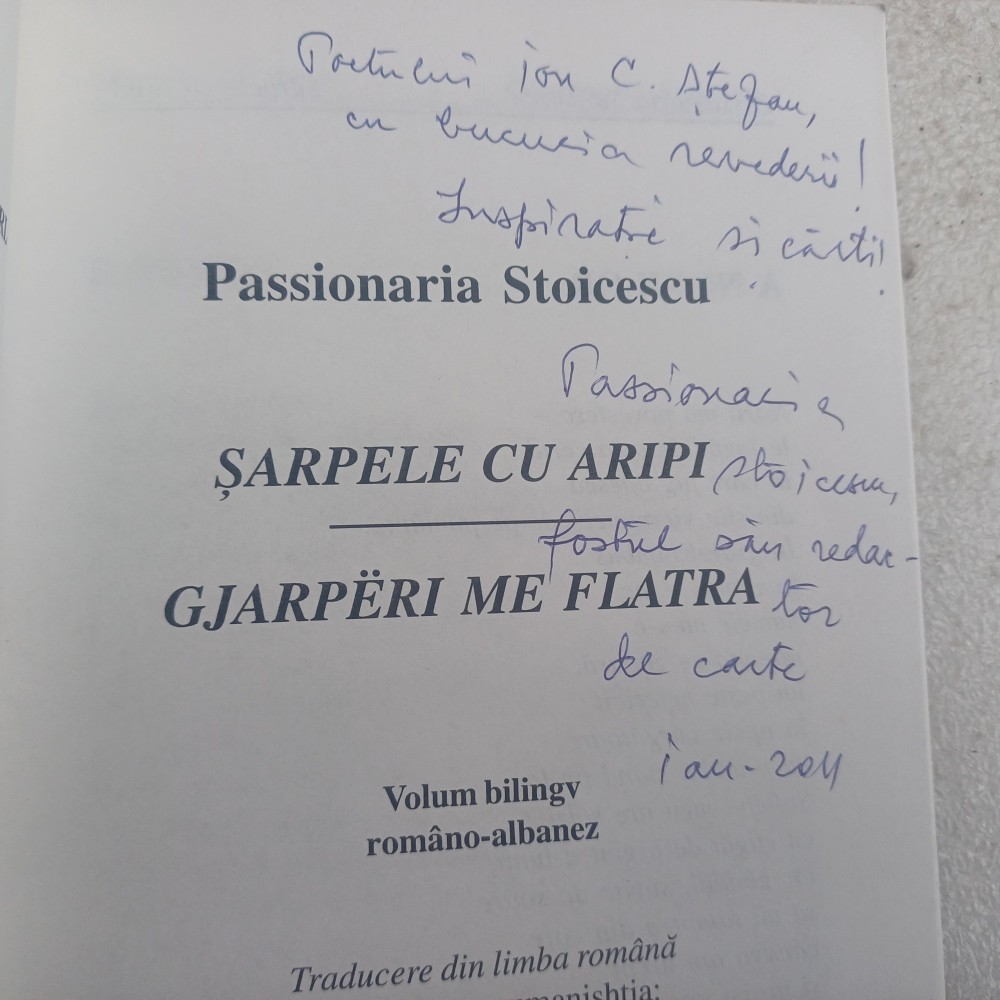 Poetului Ion C. Ștefan,
cu bucuria revederii!
Inspirație și cărți!
Passionaria Stoicescu
Passionaria
ȘARPELE CU ARIPI
Stoicescu,
fostul său redac-
GJARPËRI ME FLATRA
tor
de carte
ian-2011
Volum bilingv
româno-albanez
Traducere din limba română